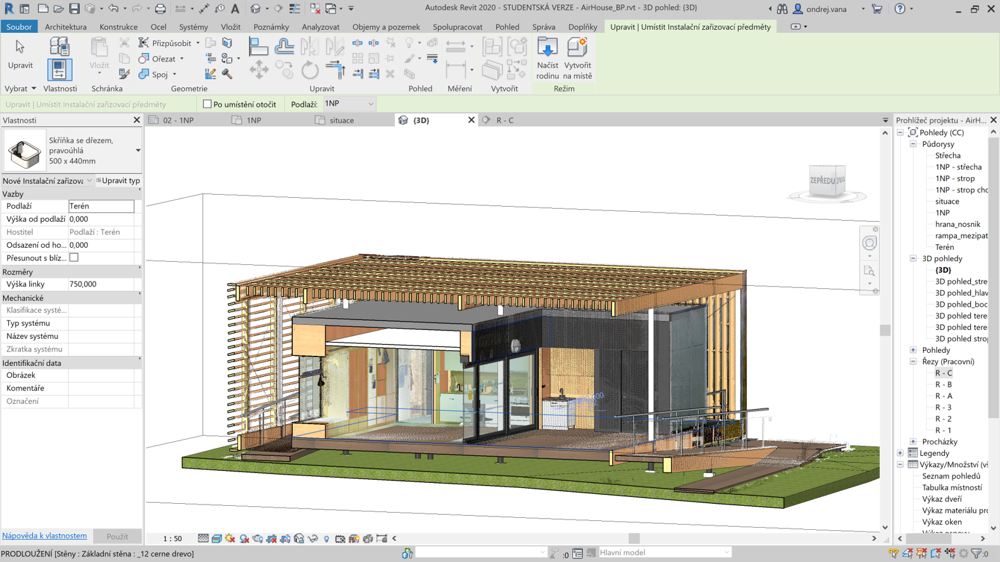 Autodesk Revit 2020 - STUDENTSKÁ VERZE - AirHouse_BP.rvt - 3D pohled: {3D}
ondrej.vana
Soubor
Architektura
Konstrukce
Ocel
Systémy
Vložit
Poznámky
Analyzovat
Objemy a pozemek
Spolupracovat
Pohled
Správa
Doplňky
Upravit | Umístit Instalační zařizovací předměty
Upravit
Vložit
Přizpůsobit
Ořezat
Spoj
Načíst
rodinu
Vytvořit
na místě
Vybrat
Vlastnosti
Schránka
Geometrie
Upravit
Pohled
Měření
Vytvořit
Režim
Upravit | Umístit Instalační zařizovací předměty
Po umístění otočit
Podlaží:
1NP
Vlastnosti
02 - 1NP
1NP
situace
{3D}
R - C
Prohlížeč projektu - AirH...
Skříňka se dřezem,
pravoúhlá
500 x 440mm
Nové Instalační zařizova
Upravit typ
Vazby
Podlaží
Terén
Výška od podlaží
0,000
Hostitel
Podlaží : Terén
Odsazení od ho...
0,000
Přesunout s blíz...
Rozměry
Výška linky
750,000
Mechanické
Klasifikace systé...
Typ systému
Název systému
Zkratka systému
Identifikační data
Obrázek
Komentáře
Označení
Nápověda k vlastnostem
Použít
ZEPŘEDU
Pohledy (CC)
Půdorysy
Střecha
1NP - střecha
1NP - strop
1NP - strop chc
situace
1NP
hrana_nosnik
rampa_mezipat
Terén
3D pohledy
{3D}
3D pohled_stre
3D pohled_hlav
3D pohled_boc
3D pohled tere
3D pohled tere
3D pohled strop
Pohledy
Řezy (Pracovní)
R - C
R - B
R - A
R - 3
R - 2
R - 1
Procházky
Legendy
Výkazy/Množství (vš
Seznam pohledů
Tabulka místností
Výkaz dveří
Výkaz materiálu pro
Výkaz oken
1 : 50
PRODLOUŽENÍ [Stěny : Základní stěna : _12 cerne drevo]
:0
Hlavní model
:0